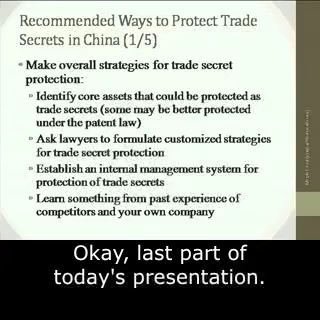 Recommended Ways to Protect Trade
Secrets in China (1/5)
Make overall strategies for trade secret
protection:
Identify core assets that could be protected as
trade secrets (some may be better protected
under the patent law)
Ask lawyers to formulate customized strategies
for trade secret protection
Establish an internal management system for
protection of trade secrets
Learn something from past experience of
competitors and your own company
Okay, last part of
today's presentation.